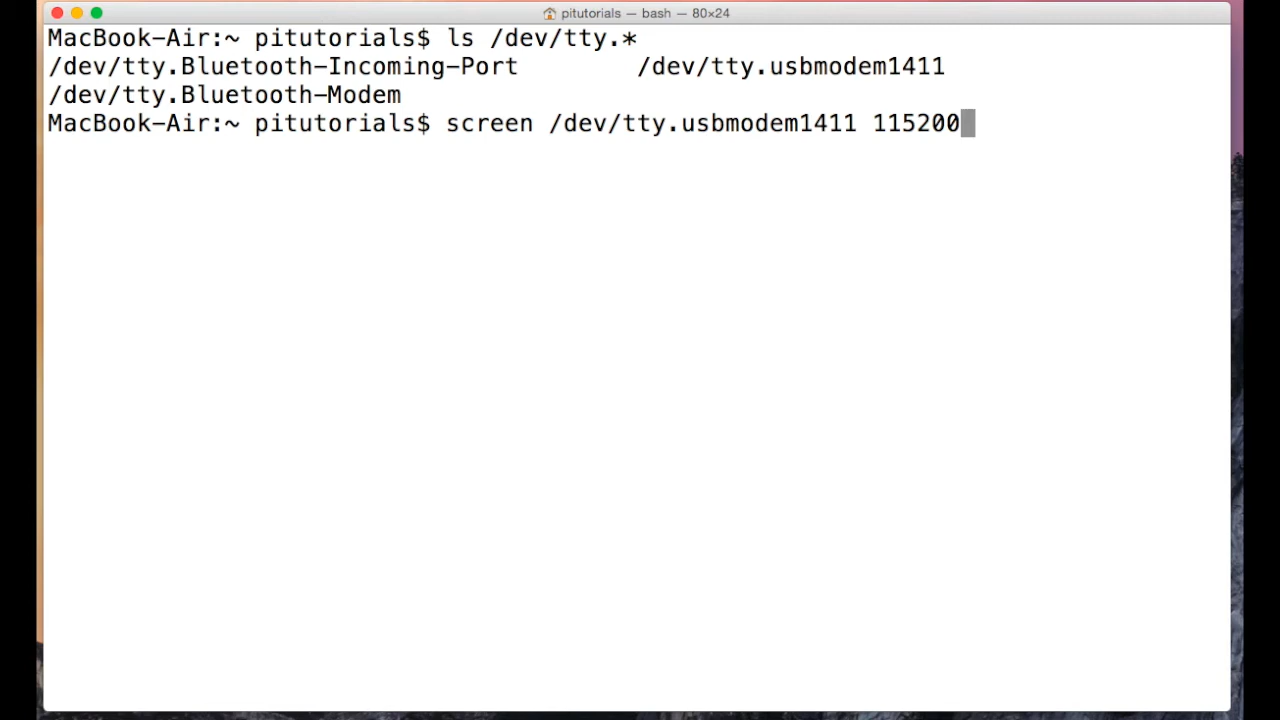 pitutorials — bash — 80×24
MacBook-Air:~ pitutorials$ ls /dev/tty.*
/dev/tty.Bluetooth-Incoming-Port /dev/tty.usbmodem1411
/dev/tty.Bluetooth-Modem
MacBook-Air:~ pitutorials$ screen /dev/tty.usbmodem1411 115200